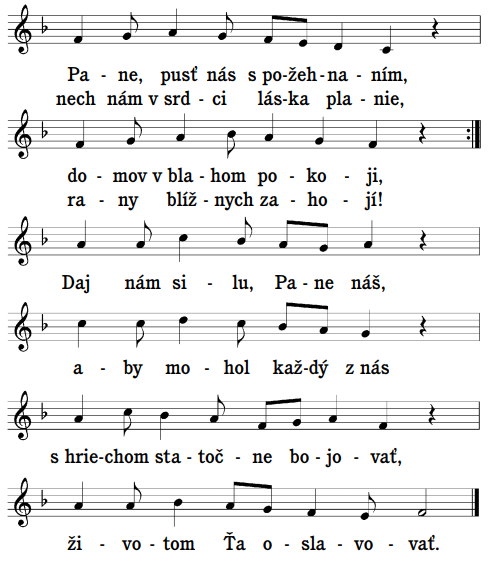 Pa - ne, pusť nás s po-žeh-na - ním,
nech nám v srd - ci lás-ka pla - nie,
do- mov v bla- hom po - ko - ji,
ra - ny blíž- nych za - ho - jí!
Daj nám si - lu, Pa - ne náš,
a - by mo - hol kaž-dý z nás
s hrie-chom sta - toč - ne bo - jo - vať,
ži - vo - tom Ťa o - sla - vo - vať.